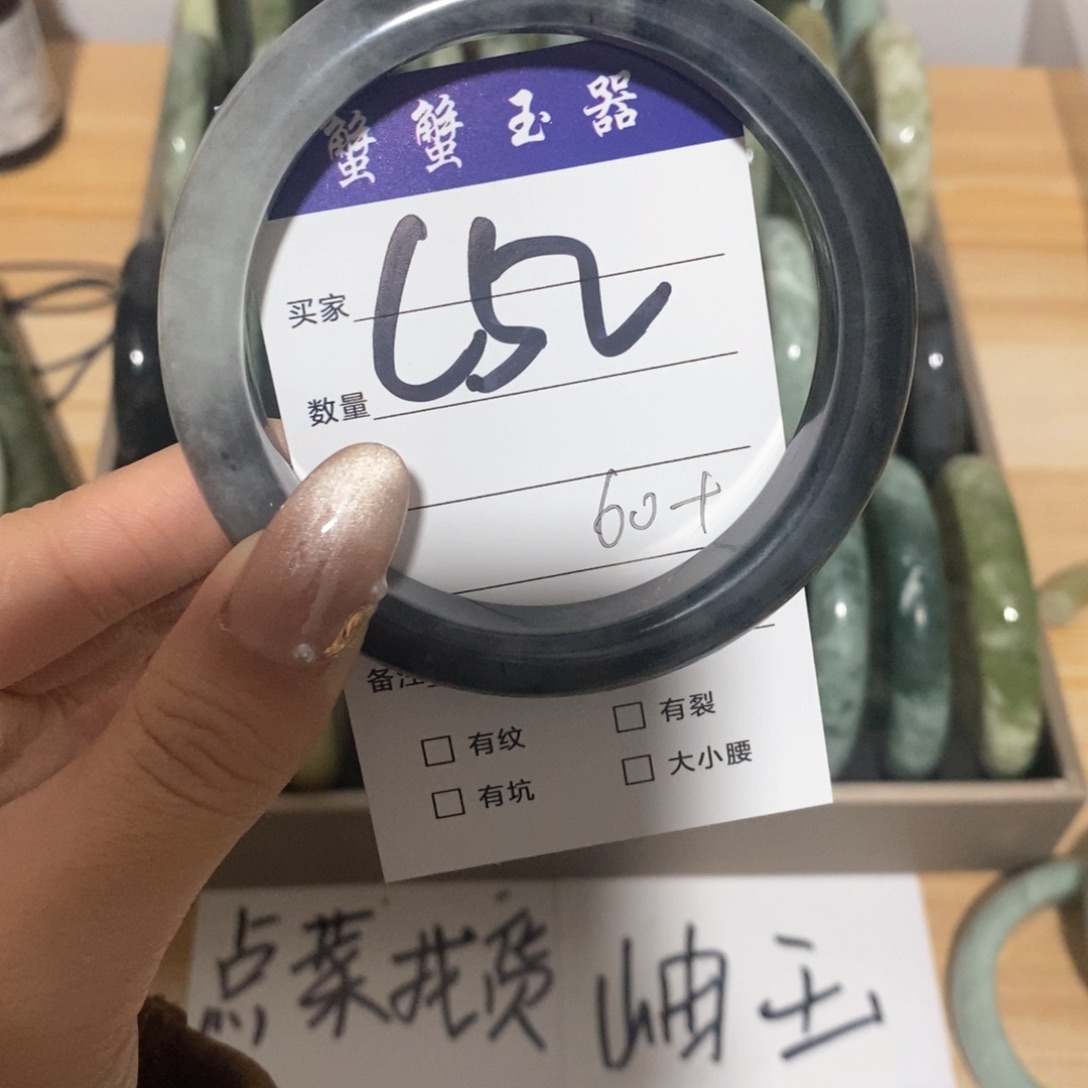 蟹蟹玉器
买家
数量
60+
备注
□ 有纹 □ 有裂
□ 有坑 □ 大小腰
点菜找货 岫玉